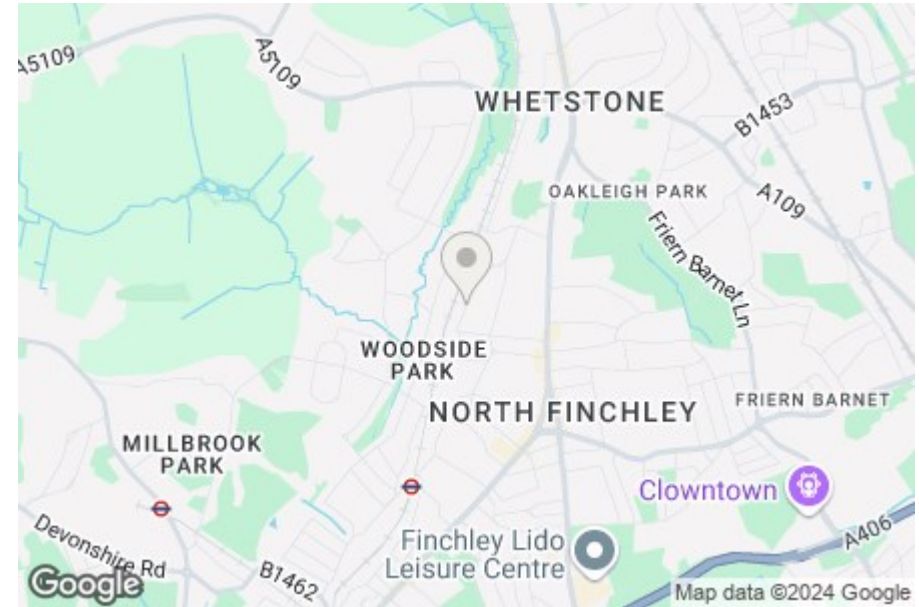 A5109
A5109
WHETSTONE
B1453
OAKLEIGH PARK
A109
Friern Barnet Ln
WOODSIDE
PARK
NORTH FINCHLEY
FRIERN BARNET
MILLBROOK
PARK
Clowntown
Devonshire Rd
Finchley Lido
Leisure Centre
A406
B1462
Google
Map data ©2024 Google